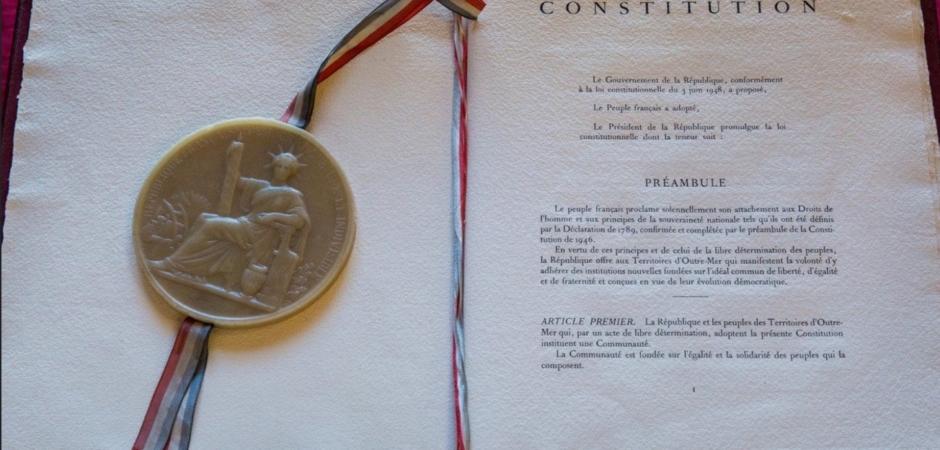 CONSTITUTION
Le Gouvernement de la République, conformément
à la loi constitutionnelle du 3 juin 1958, a proposé,
Le Peuple français a adopté,
Le Président de la République promulgue la loi
constitutionnelle dont la teneur suit :
PRÉAMBULE
Le peuple français proclame solennellement son attachement aux Droits de
l'homme et aux principes de la souveraineté nationale tels qu'ils ont été définis
par la Déclaration de 1789, confirmée et complétée par le préambule de la Consti-
tution de 1946.
En vertu de ces principes et de celui de la libre détermination des peuples,
la République offre aux Territoires d'Outre-Mer qui manifestent la volonté d'y
adhérer des institutions nouvelles fondées sur l'idéal commun de liberté, d'égalité
et de fraternité et conçues en vue de leur évolution démocratique.
ARTICLE PREMIER. La République et les peuples des Territoires d'Outre-
Mer qui, par un acte de libre détermination, adoptent la présente Constitution
instituent une Communauté.
La Communauté est fondée sur l'égalité et la solidarité des peuples qui la
composent.
1